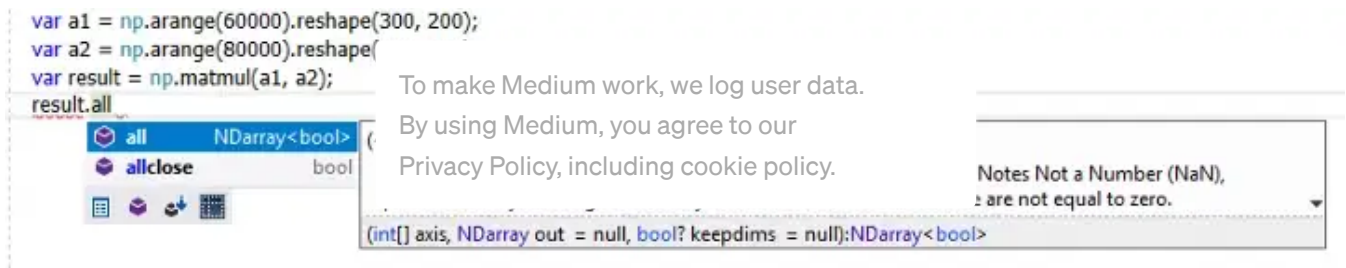 var a1 = np.arange(60000).reshape(300, 200);
var a2 = np.arange(80000).reshape(
var result = np.matmul(a1, a2);
result.all
To make Medium work, we log user data.
By using Medium, you agree to our
Privacy Policy, including cookie policy.
all NDarray<bool>
allclose bool
(
Notes Not a Number (NaN),
are not equal to zero.
(int[] axis, NDarray out = null, bool? keepdims = null):NDarray<bool>